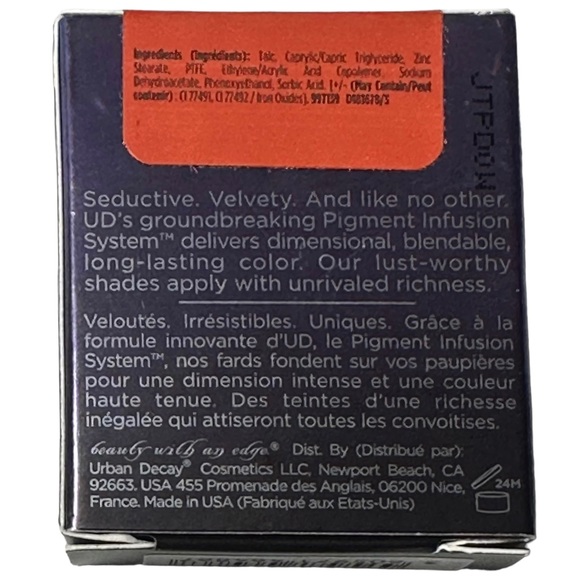 Ingredients (Ingrédients): Talc, Caprylic/Capric Triglyceride, Zinc
Stearate, PTFE, Ethylene/Acrylic Acid Copolymer, Sodium
Dehydroacetate, Phenoxyethanol, Sorbic Acid. [+/- (May Contain/Peut
contenir): CI 77491, CI 77492 / Iron Oxides). 997139
Seductive. Velvety. And like no other.
UD's groundbreaking Pigment Infusion
System™ delivers dimensional, blendable,
long-lasting color. Our lust-worthy
shades apply with unrivaled richness.
Veloutés. Irrésistibles. Uniques. Grâce à la
formule innovante d'UD, le Pigment Infusion
System™, nos fards fondent sur vos paupières
pour une dimension intense et une couleur
haute tenue. Des teintes d'une richesse
inégalée qui attiseront toutes les convoitises.
beauty with an edge® Dist. By (Distribué par):
Urban Decay® Cosmetics LLC, Newport Beach, CA
92663. USA 455 Promenade des Anglais, 06200 Nice,
France. Made in USA (Fabriqué aux Etats-Unis)
24M